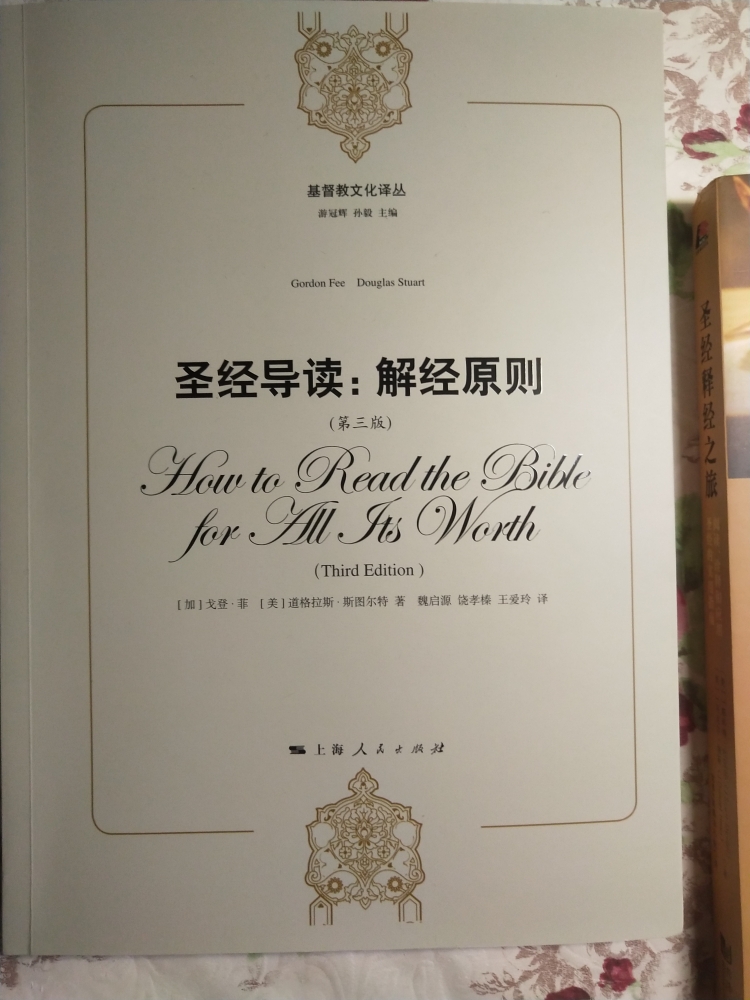 基督教文化译丛
游冠辉 孙毅 主编
Gordon Fee Douglas Stuart
圣经导读：解经原则
(第三版)
How to Read the Bible
for All Its Worth
(Third Edition)
[加]戈登·菲 [美]道格拉斯·斯图尔特 著 魏启源 饶孝榛 王爱玲 译
上海人民出版社
圣经释经之旅